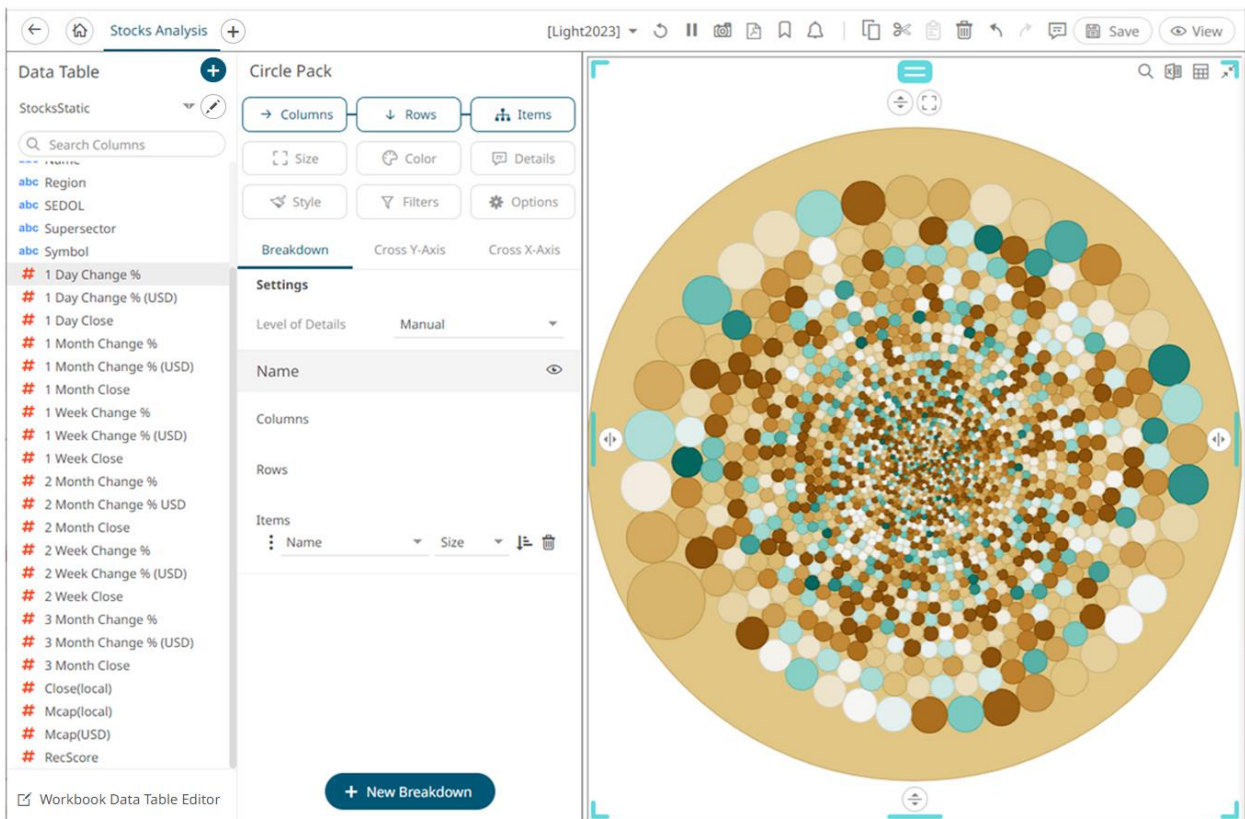 Stocks Analysis
[Light2023]
Save
View
Data Table
StocksStatic
Search Columns
Name
abc Region
abc SEDOL
abc Supersector
abc Symbol
# 1 Day Change %
# 1 Day Change % (USD)
# 1 Day Close
# 1 Month Change %
# 1 Month Change % (USD)
# 1 Month Close
# 1 Week Change %
# 1 Week Change % (USD)
# 1 Week Close
# 2 Month Change %
# 2 Month Change % USD
# 2 Month Close
# 2 Week Change %
# 2 Week Change % (USD)
# 2 Week Close
# 3 Month Change %
# 3 Month Change % (USD)
# 3 Month Close
# Close(local)
# Mcap(local)
# Mcap(USD)
# RecScore
Workbook Data Table Editor
Circle Pack
Columns
Rows
Items
Size
Color
Details
Style
Filters
Options
Breakdown
Cross Y-Axis
Cross X-Axis
Settings
Level of Details
Manual
Name
Columns
Rows
Items
Name
Size
+ New Breakdown